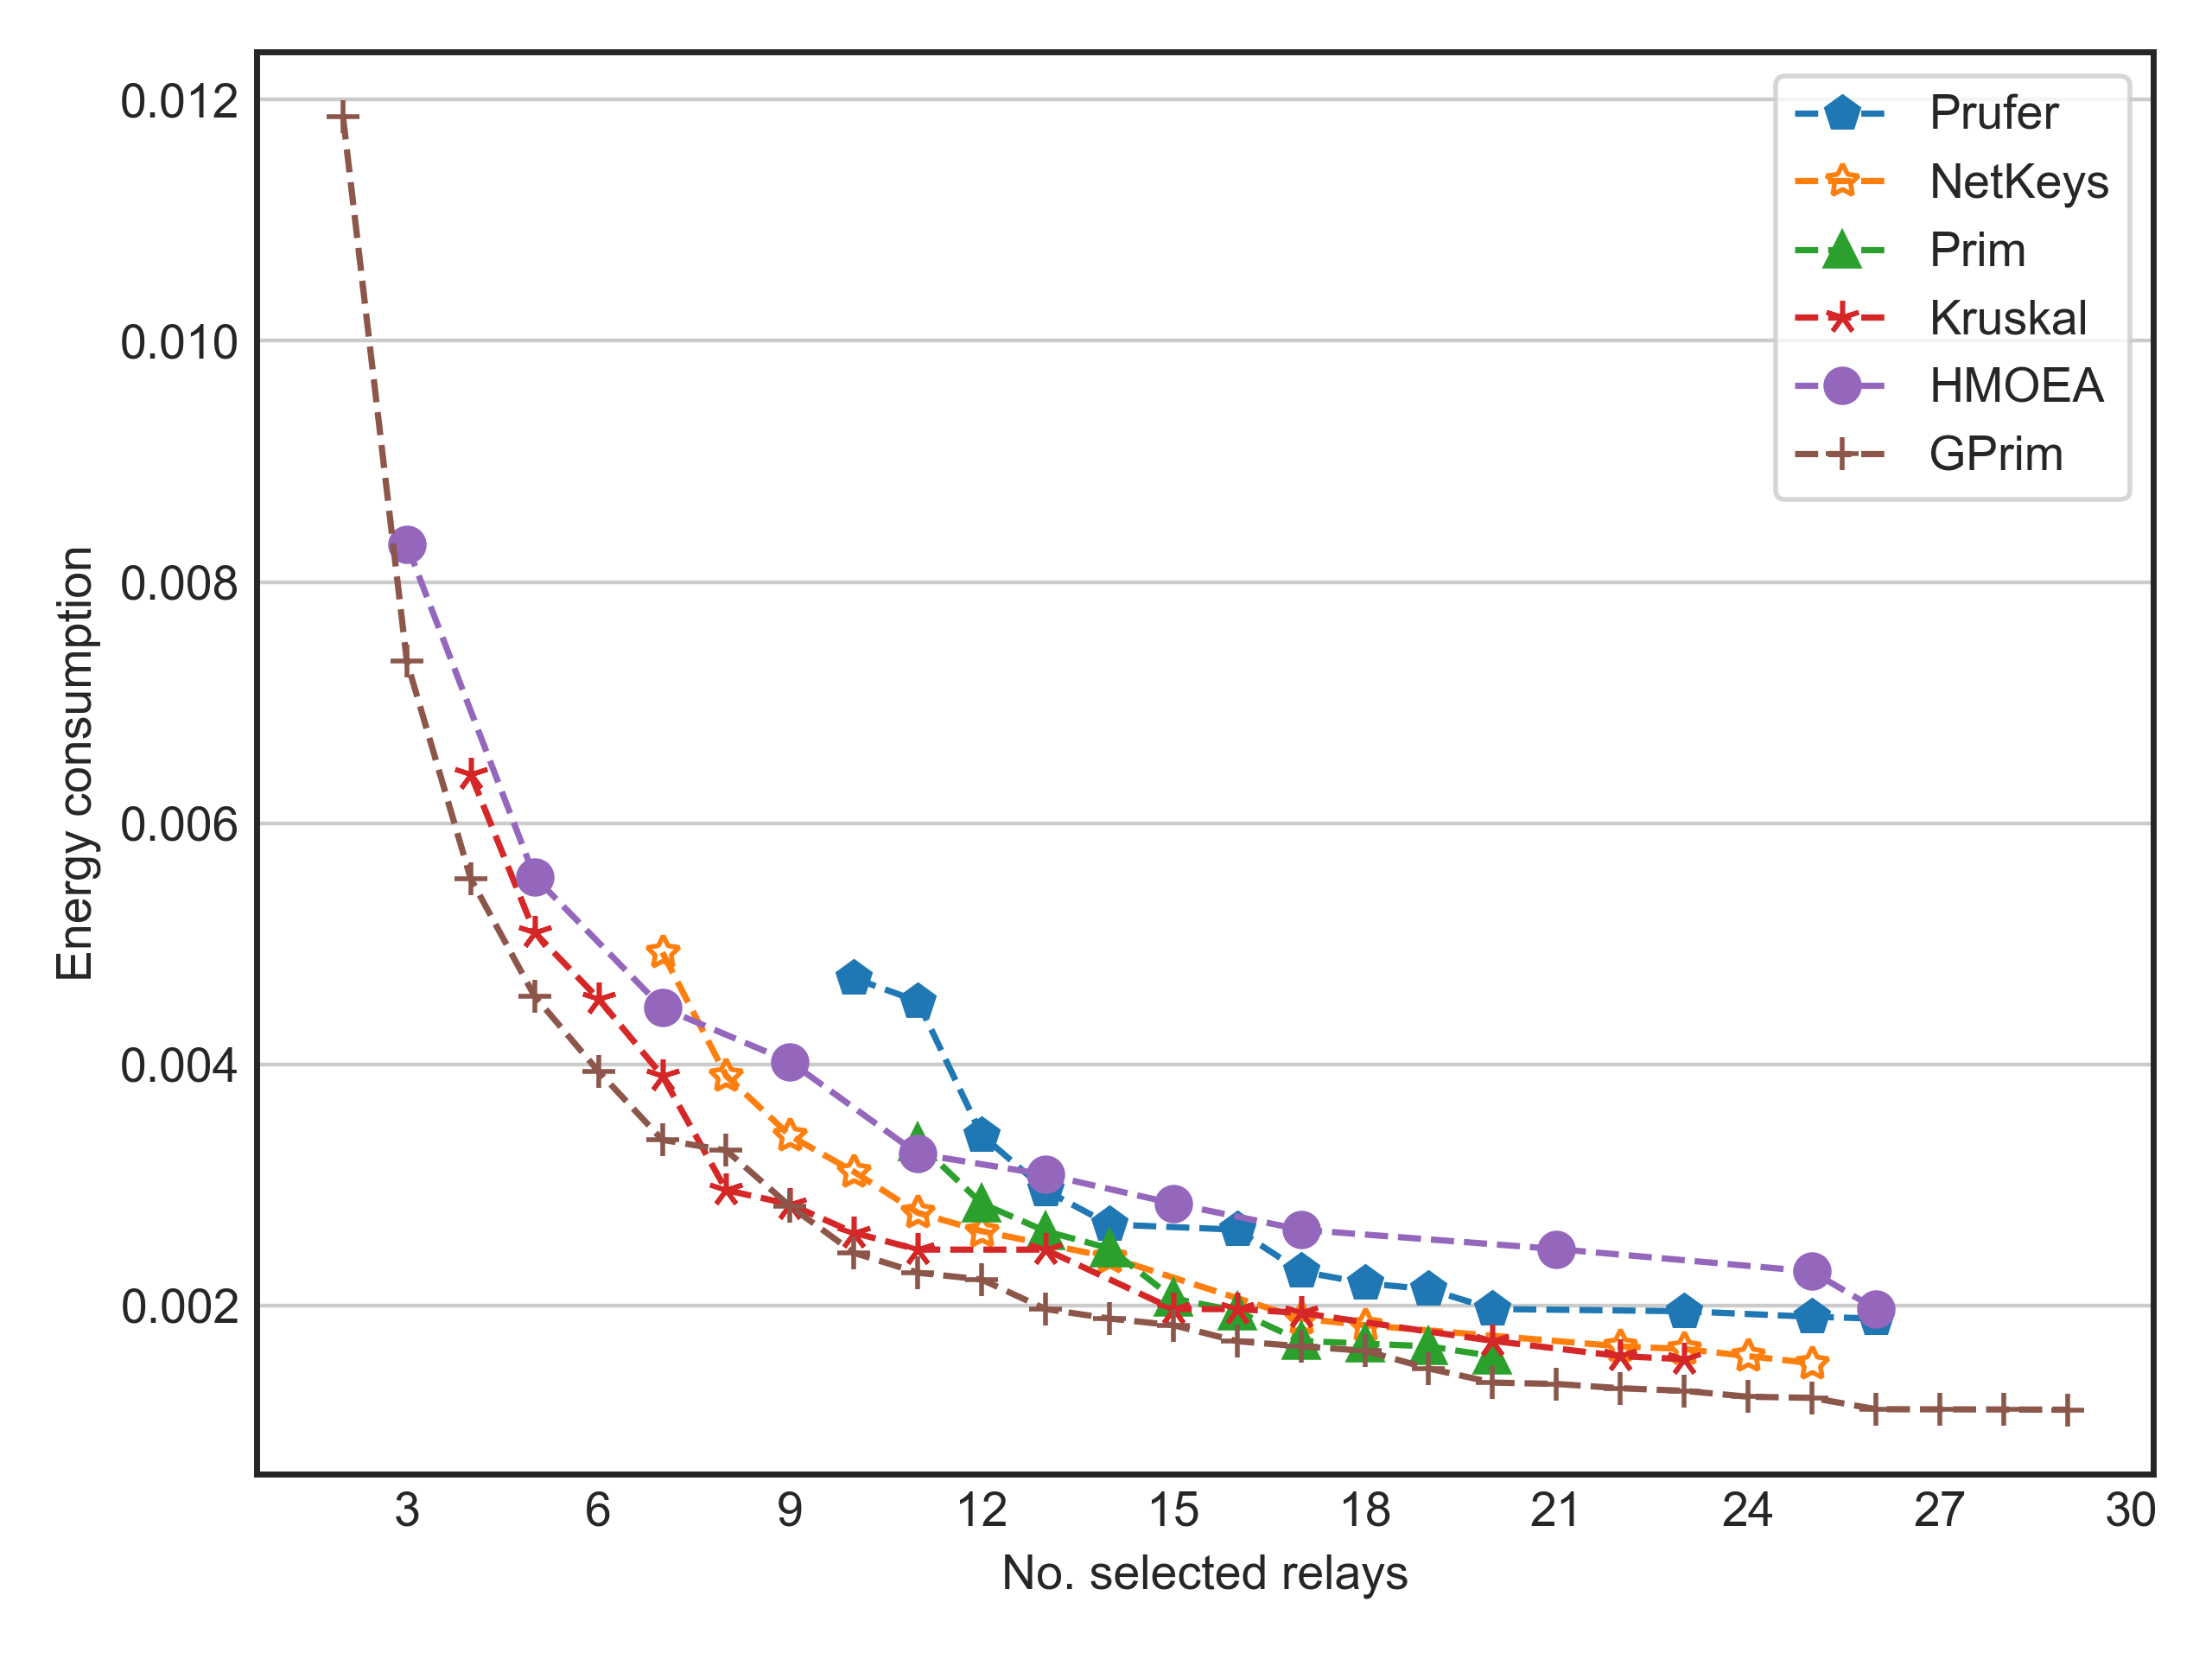 0.012
0.010
0.008
0.006
0.004
0.002
Energy consumption
3 6 9 12 15 18 21 24 27 30
No. selected relays
Prufer
NetKeys
Prim
Kruskal
HMOEA
GPrim